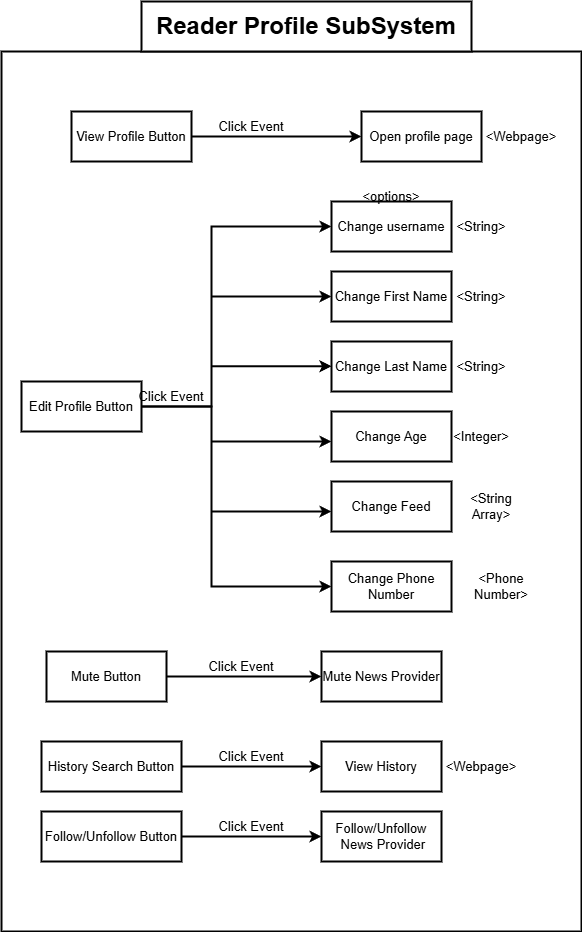 Reader Profile SubSystem
View Profile Button
Click Event
Open profile page
<Webpage>
<options>
Change username
<String>
Change First Name
<String>
Change Last Name
<String>
Edit Profile Button
Click Event
Change Age
<Integer>
Change Feed
<String
Array>
Change Phone
Number
<Phone
Number>
Mute Button
Click Event
Mute News Provider
History Search Button
Click Event
View History
<Webpage>
Follow/Unfollow Button
Click Event
Follow/Unfollow
News Provider